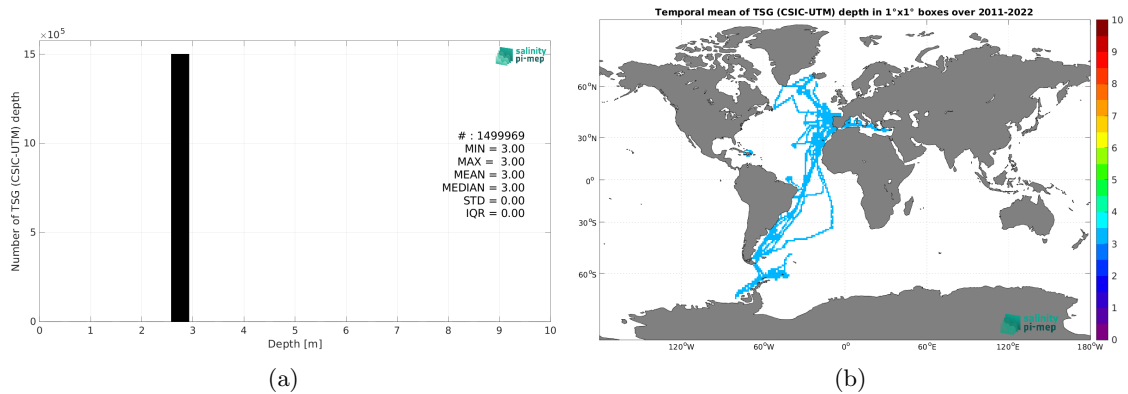 ×10⁵
15
10
5
0
Number of TSG (CSIC-UTM) depth
0 1 2 3 4 5 6 7 8 9 10
Depth [m]
salinity
pi-mep
# : 1499969
MIN = 3.00
MAX = 3.00
MEAN = 3.00
MEDIAN = 3.00
STD = 0.00
IQR = 0.00
(a)
Temporal mean of TSG (CSIC-UTM) depth in 1°x1° boxes over 2011-2022
60°N
30°N
0°
30°S
60°S
120°W 60°W 0° 60°E 120°E 180°W
salinity
pi-mep
10
9
8
7
6
5
4
3
2
1
0
(b)